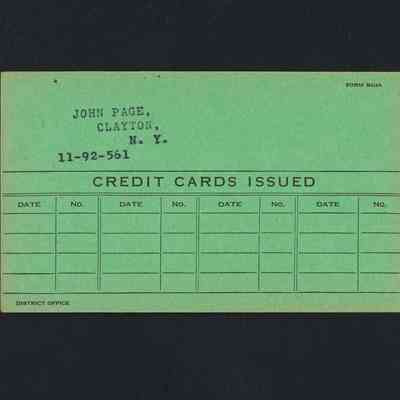 JOHN PAGE,
CLAYTON,
N. Y.
11-92-561
CREDIT CARDS ISSUED
DATE No. DATE No. DATE No. DATE No.
DISTRICT OFFICE